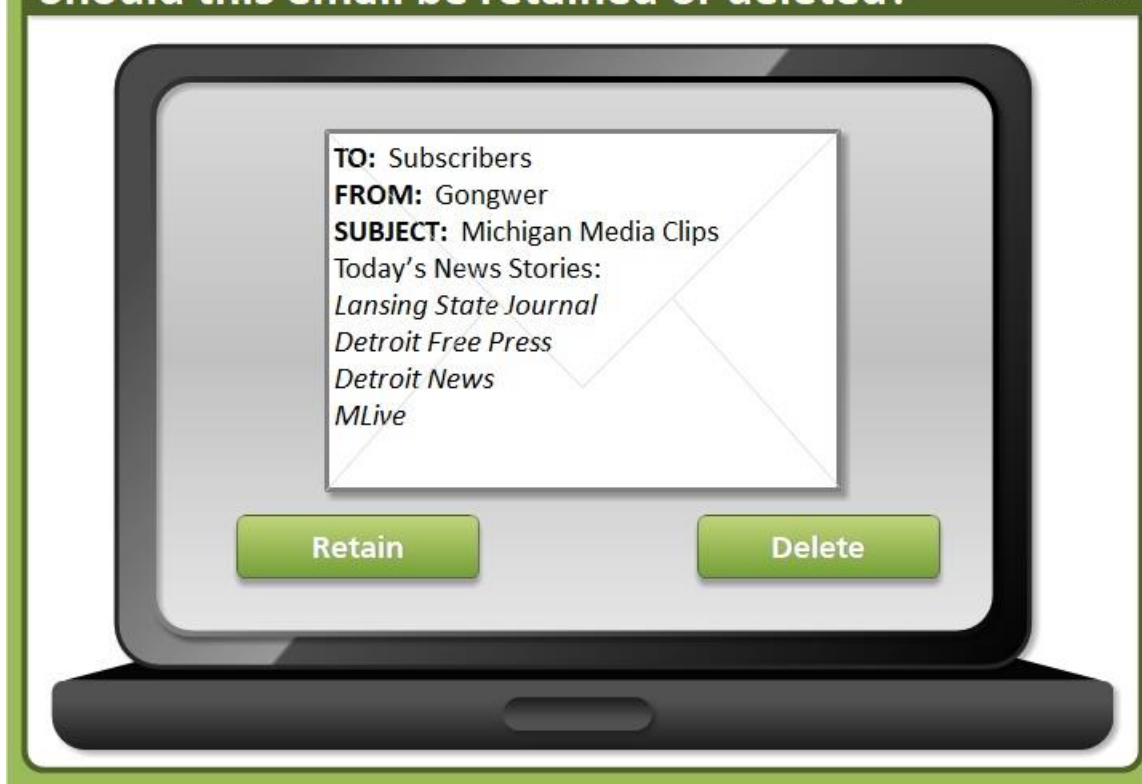 should this email be retained or deleted?
TO: Subscribers
FROM: Gongwer
SUBJECT: Michigan Media Clips
Today's News Stories:
Lansing State Journal
Detroit Free Press
Detroit News
MLive
Retain
Delete